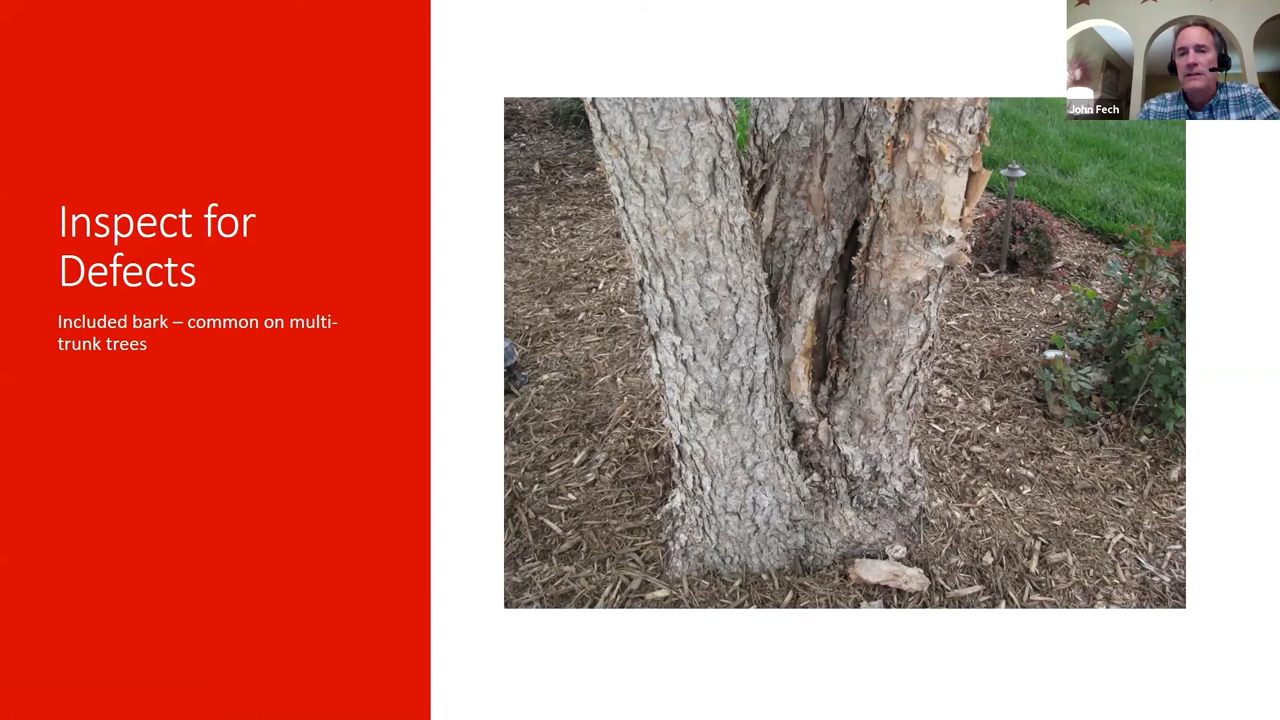 Inspect for
Defects
Included bark – common on multi-
trunk trees
John Fech